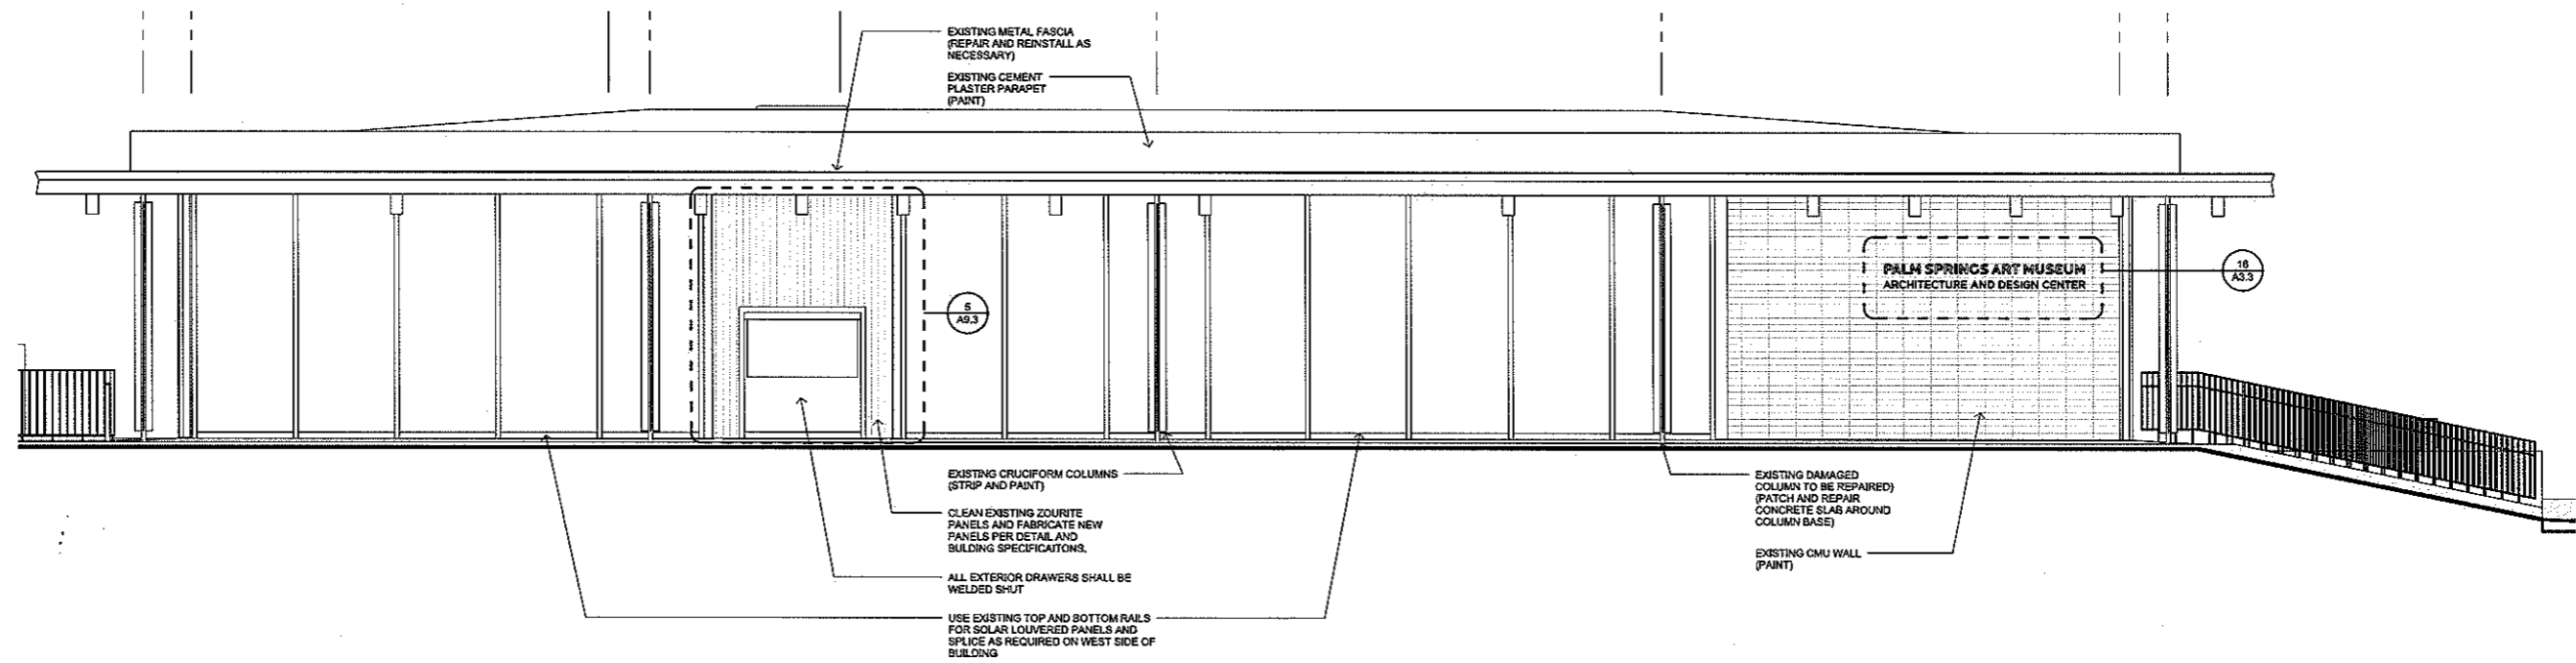 EXISTING METAL FASCIA
(REPAIR AND REINSTALL AS
NECESSARY)
EXISTING CEMENT
PLASTER PARAPET
(PAINT)
PALM SPRINGS ART MUSEUM
ARCHITECTURE AND DESIGN CENTER
16
A3.3
5
A9.3
EXISTING CRUCIFORM COLUMNS
(STRIP AND PAINT)
CLEAN EXISTING ZOURITE
PANELS AND FABRICATE NEW
PANELS PER DETAIL AND
BULDING SPECIFICAITONS.
ALL EXTERIOR DRAWERS SHALL BE
WELDED SHUT
USE EXISTING TOP AND BOTTOM RAILS
FOR SOLAR LOUVERED PANELS AND
SPLICE AS REQUIRED ON WEST SIDE OF
BUILDING
EXISTING DAMAGED
COLUMN TO BE REPAIRED)
(PATCH AND REPAIR
CONCRETE SLAB AROUND
COLUMN BASE)
EXISTING CMU WALL
(PAINT)